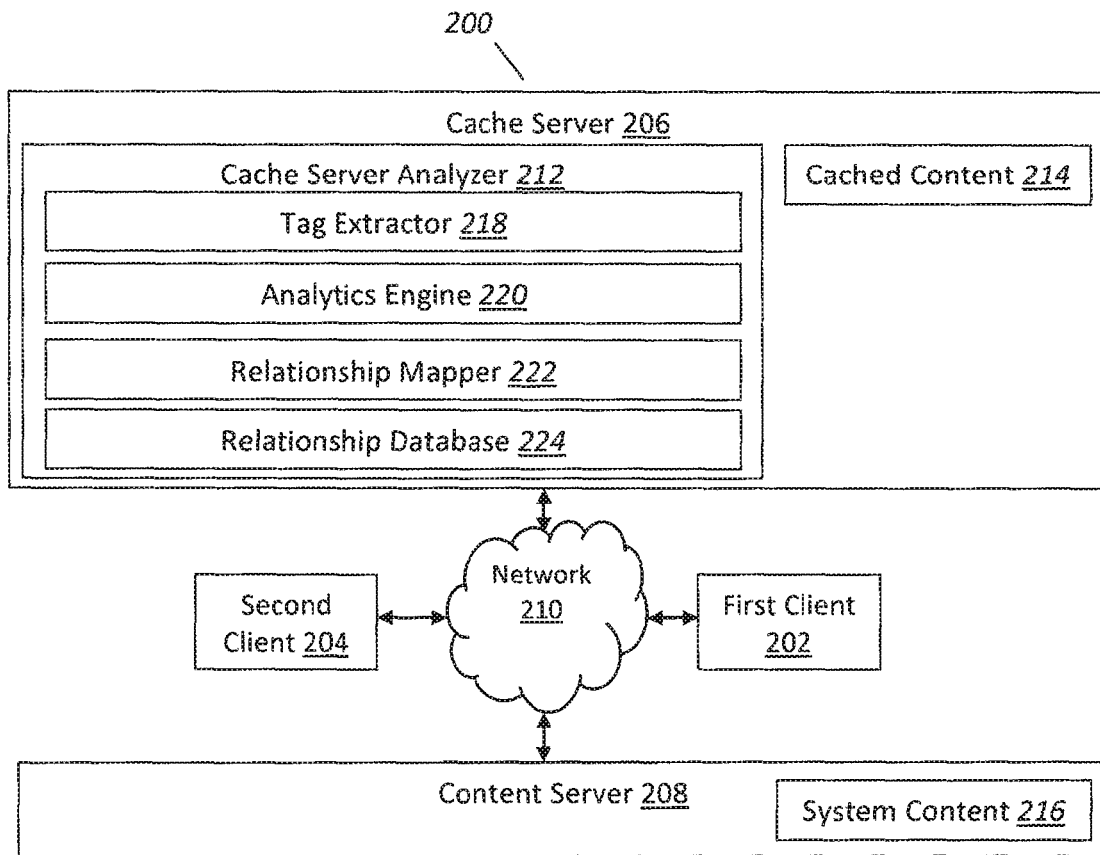 200
Cache Server 206
Cache Server Analyzer 212
Cached Content 214
Tag Extractor 218
Analytics Engine 220
Relationship Mapper 222
Relationship Database 224
Network
210
Second
Client 204
First Client
202
Content Server 208
System Content 216